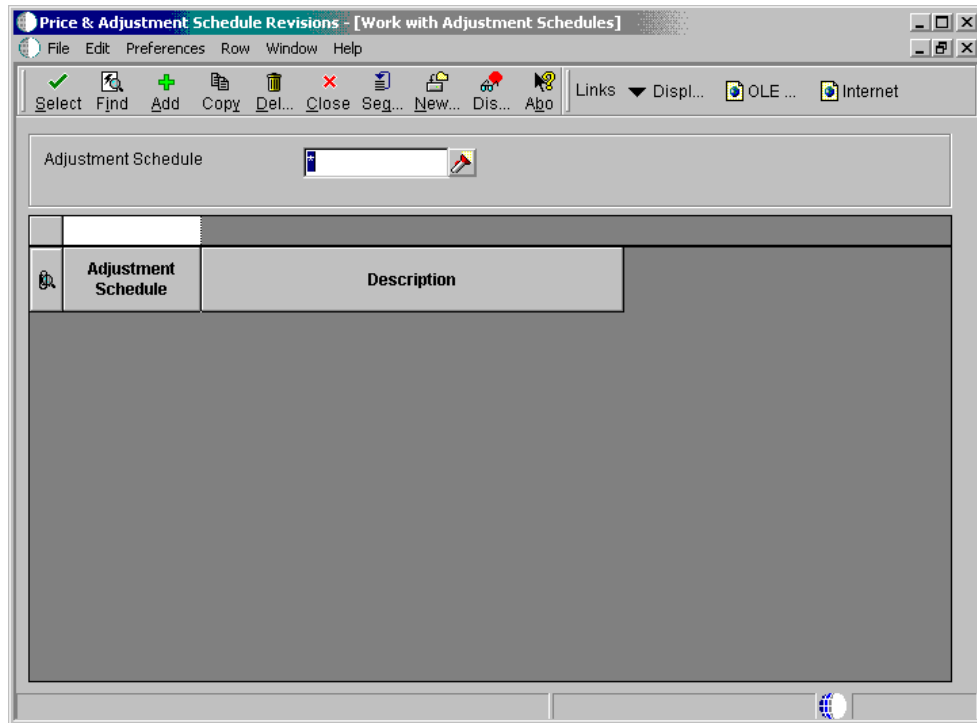 Price & Adjustment Schedule Revisions - [Work with Adjustment Schedules]
File Edit Preferences Row Window Help
Select Find Add Copy Del... Close Seq... New... Dis... Abo Links Displ... OLE ... Internet
Adjustment Schedule *
Adjustment Schedule Description